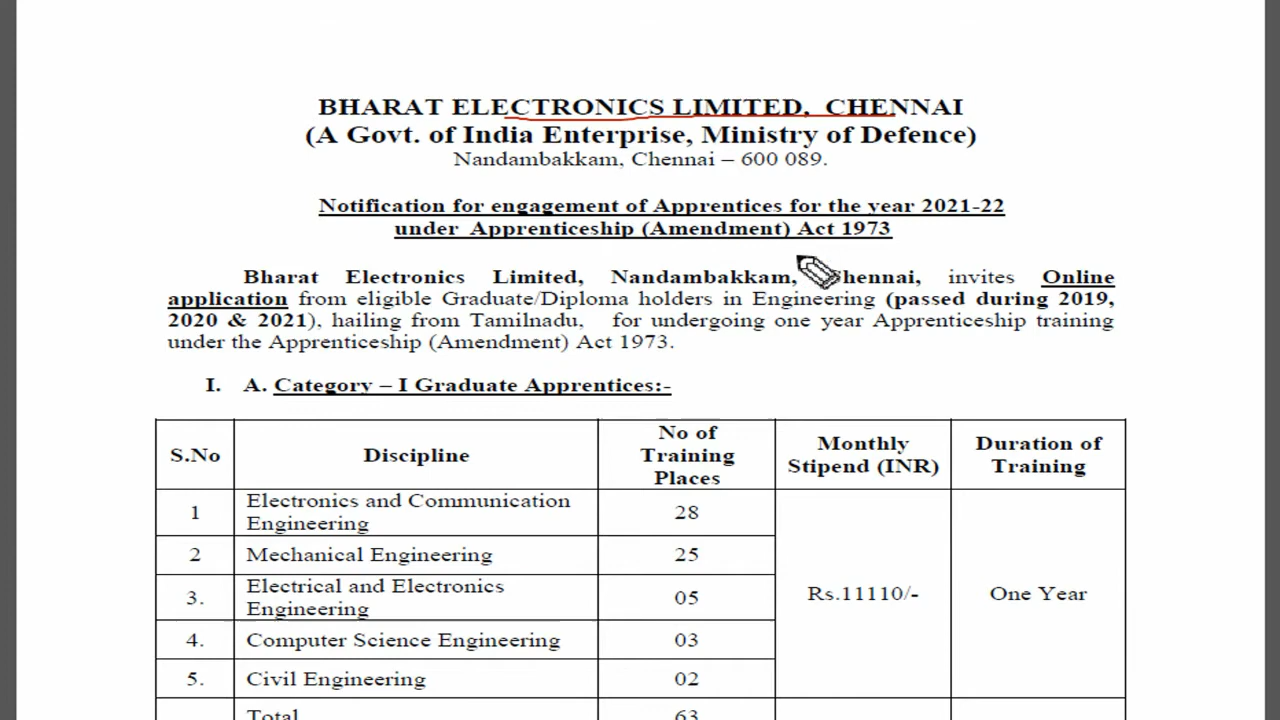 BHARAT ELECTRONICS LIMITED, CHENNAI
(A Govt. of India Enterprise, Ministry of Defence)
Nandambakkam, Chennai – 600 089.
Notification for engagement of Apprentices for the year 2021-22
under Apprenticeship (Amendment) Act 1973
Bharat Electronics Limited, Nandambakkam, Chennai, invites Online
application from eligible Graduate/Diploma holders in Engineering (passed during 2019,
2020 & 2021), hailing from Tamilnadu, for undergoing one year Apprenticeship training
under the Apprenticeship (Amendment) Act 1973.
I. A. Category – I Graduate Apprentices:-
S.No Discipline No of Training Places Monthly Stipend (INR) Duration of Training
1 Electronics and Communication Engineering 28
2 Mechanical Engineering 25
3. Electrical and Electronics Engineering 05 Rs.11110/- One Year
4. Computer Science Engineering 03
5. Civil Engineering 02
Total 63